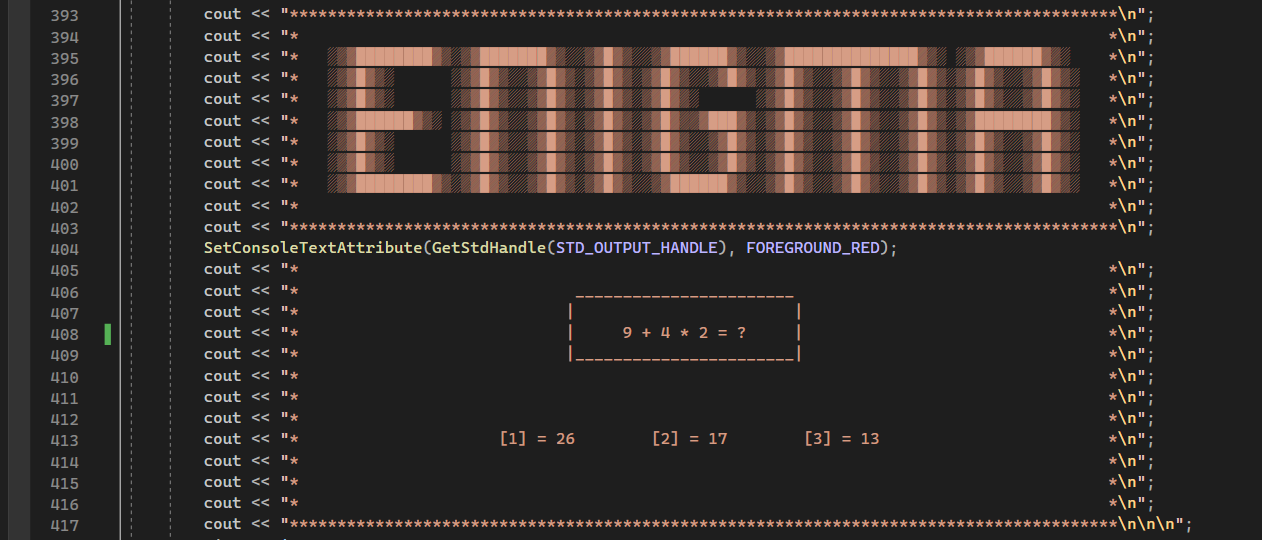 393 cout << "***************************************************************************************\n";
394 cout << "* *\n";
395 cout << "* *\n";
396 cout << "* *\n";
397 cout << "* *\n";
398 cout << "* *\n";
399 cout << "* *\n";
400 cout << "* *\n";
401 cout << "* *\n";
402 cout << "* *\n";
403 cout << "***************************************************************************************\n";
404 SetConsoleTextAttribute(GetStdHandle(STD_OUTPUT_HANDLE), FOREGROUND_RED);
405 cout << "* *\n";
406 cout << "* _______________________ *\n";
407 cout << "* | | *\n";
408 cout << "* | 9 + 4 * 2 = ? | *\n";
409 cout << "* |_______________________| *\n";
410 cout << "* *\n";
411 cout << "* *\n";
412 cout << "* *\n";
413 cout << "* [1] = 26 [2] = 17 [3] = 13 *\n";
414 cout << "* *\n";
415 cout << "* *\n";
416 cout << "* *\n";
417 cout << "***************************************************************************************\n\n\n";